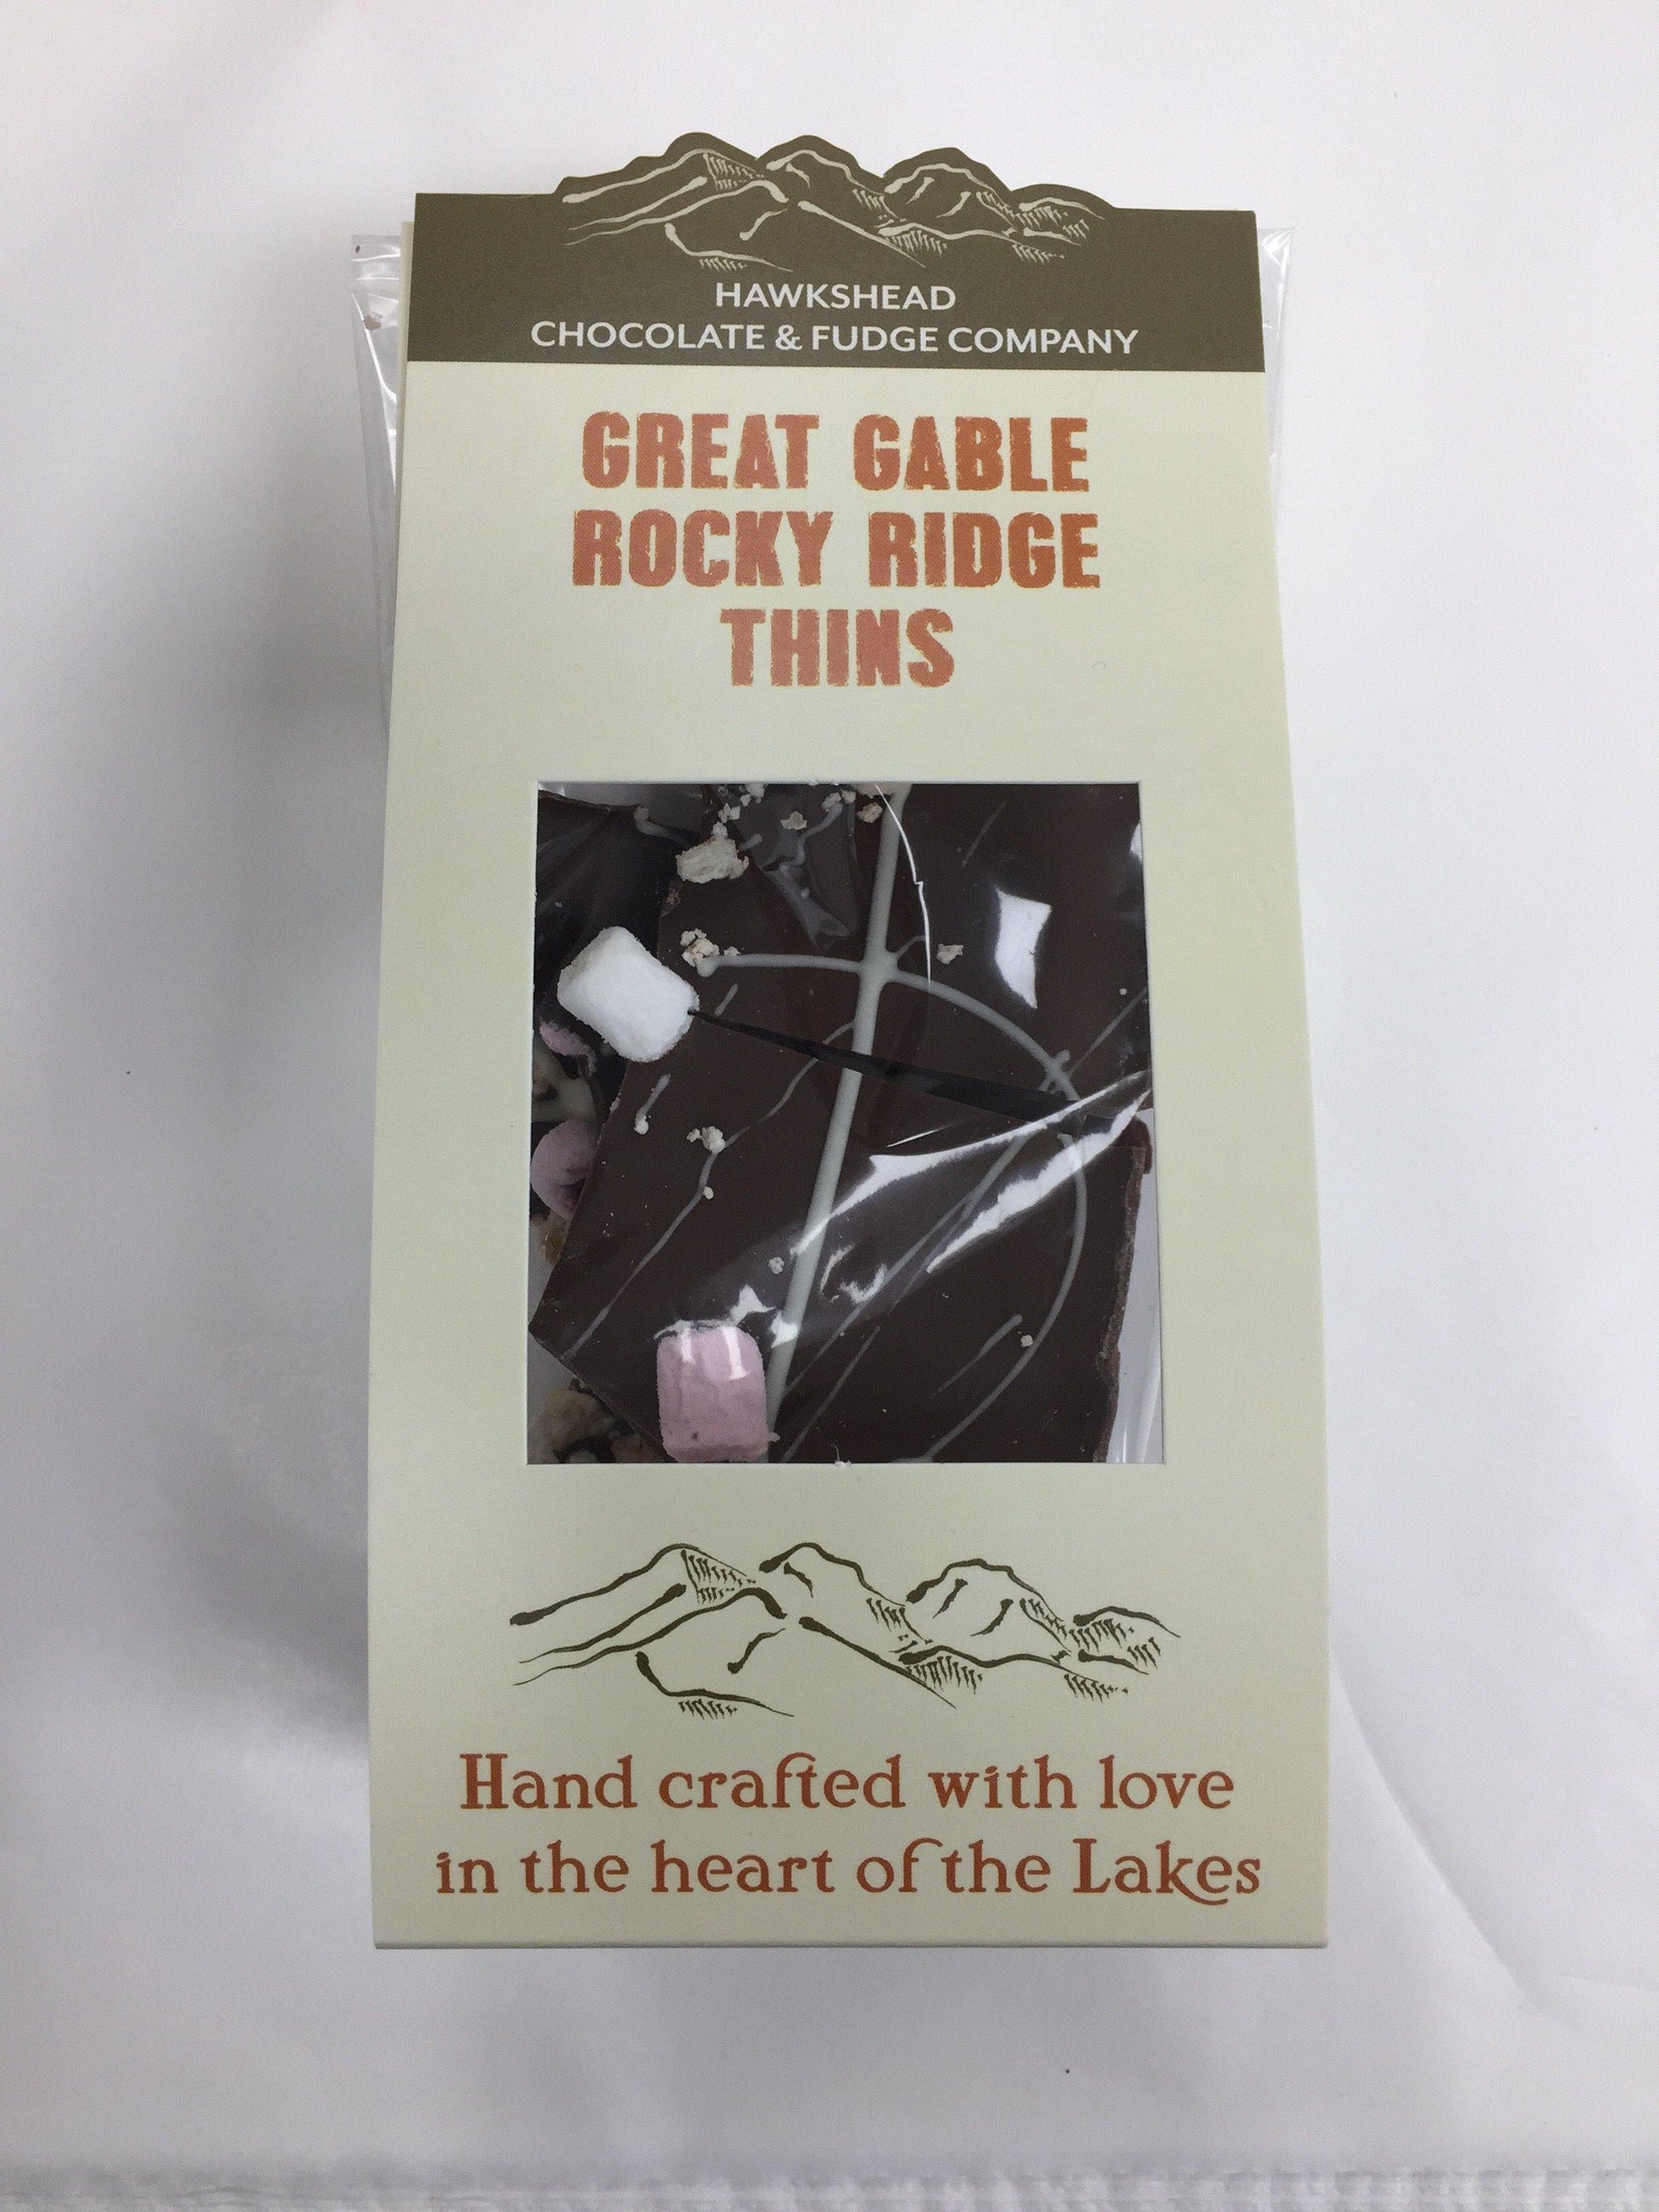 HAWKSHEAD
CHOCOLATE & FUDGE COMPANY
GREAT GABLE
ROCKY RIDGE
THINS
Hand crafted with love
in the heart of the Lakes